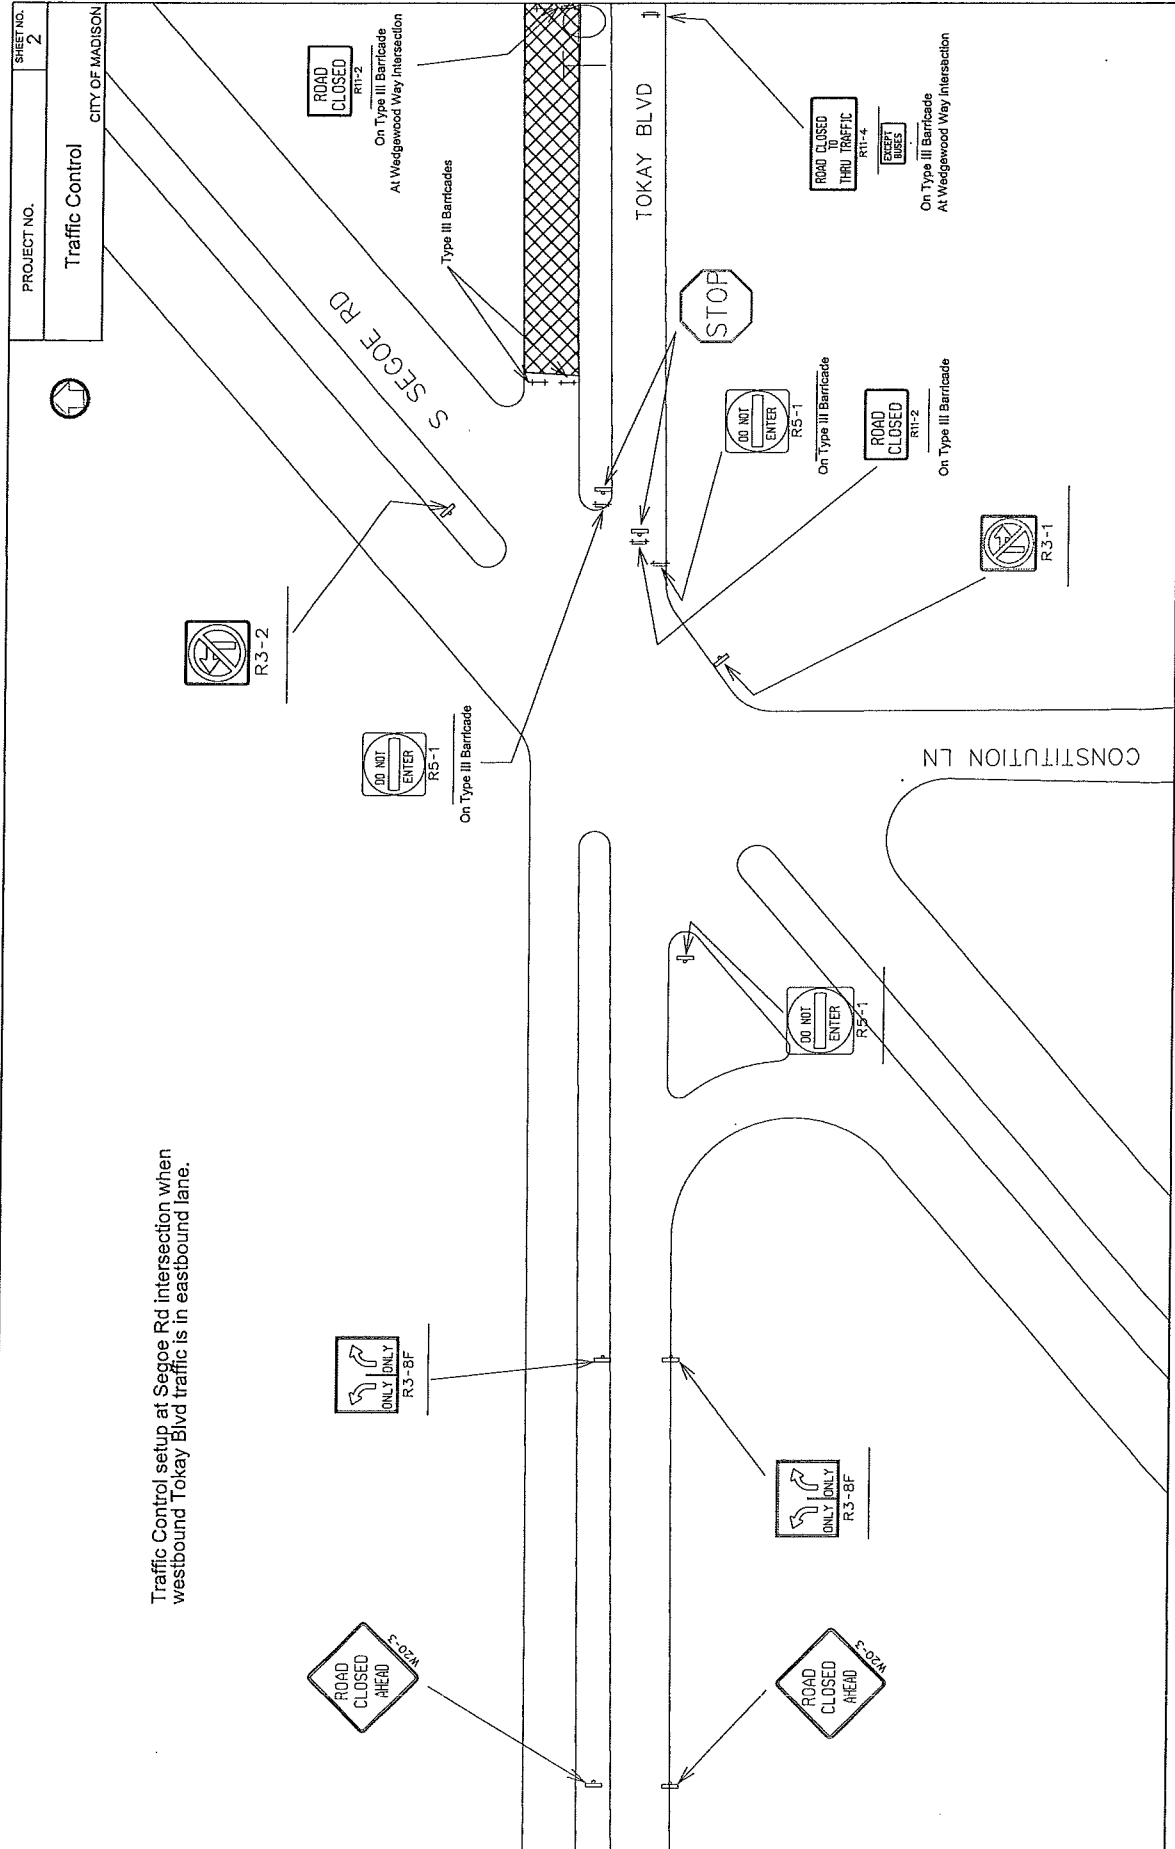 PROJECT NO.
SHEET NO.
2
Traffic Control
CITY OF MADISON
Traffic Control setup at Segoe Rd intersection when
westbound Tokay Blvd traffic is in eastbound lane.
ROAD
CLOSED
AHEAD
W20-3
ONLY ONLY
R3-8F
DO NOT
ENTER
R5-1
On Type III Barricade
R3-2
S SEGOE RD
Type III Barricades
ROAD
CLOSED
R11-2
On Type III Barricade
At Wedgewood Way Intersection
TOKAY BLVD
ROAD CLOSED
TO
THRU TRAFFIC
R11-4
EXCEPT
BUSES
On Type III Barricade
At Wedgewood Way Intersection
STOP
DO NOT
ENTER
R5-1
On Type III Barricade
ROAD
CLOSED
R11-2
On Type III Barricade
R3-1
CONSTITUTION LN
DO NOT
ENTER
R5-1
ONLY ONLY
R3-8F
ROAD
CLOSED
AHEAD
W20-3